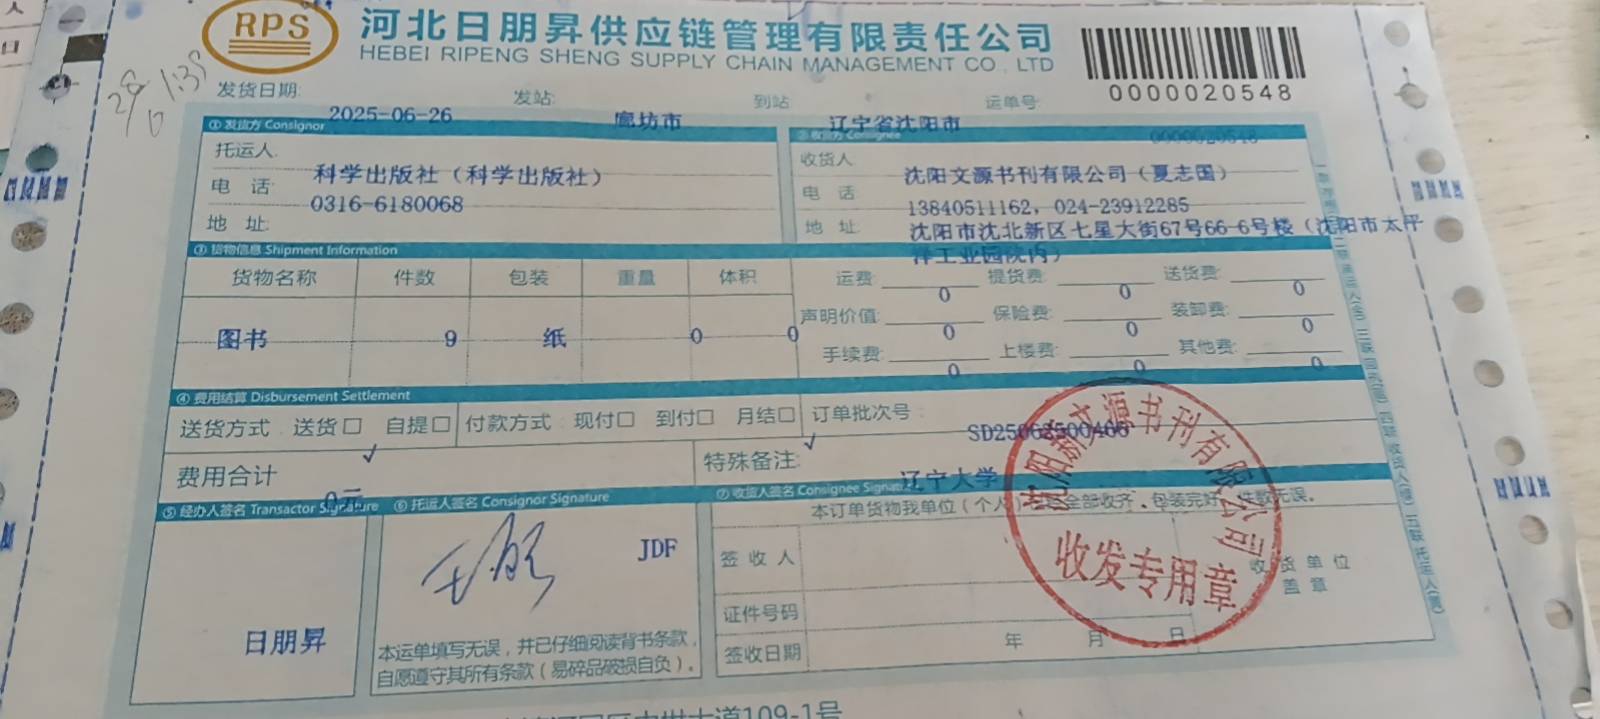 RPS
河北日朋昇供应链管理有限责任公司
HEBEI RIPENG SHENG SUPPLY CHAIN MANAGEMENT CO., LTD
0000020548
发货日期: 2025-06-26 发站: 廊坊市 到站: 辽宁省沈阳市 运单号: 0000020548
① 发货方 Consignor
② 收货方 Consignee
托运人: 科学出版社（科学出版社）
收货人: 沈阳文源书刊有限公司（夏志国）
电 话: 0316-6180068
电 话: 13840511162, 024-23912285
地 址:
地 址: 沈阳市沈北新区七星大街67号66-6号楼（沈阳市太平洋工业园院内）
③ 货物信息 Shipment Information
货物名称 件数 包装 重量 体积
图书 9 纸 0 0
运费: 0 提货费: 0 送货费: 0
声明价值: 0 保险费: 0 装卸费: 0
手续费: 0 上楼费: 0 其他费: 0
④ 费用结算 Disbursement Settlement
送货方式: 送货□ 自提□ 付款方式: 现付□ 到付□ 月结□ 订单批次号:
✓ ✓
费用合计 0元
特殊备注: 辽宁大学
⑤ 经办人签名 Transactor Signature
⑥ 托运人签名 Consignor Signature
⑦ 收货人签名 Consignee Signature
本订单货物我单位（个人）已全部收齐，包装完好，件数无误。
JDF
日朋昇
本运单填写无误，并已仔细阅读背书条款，
自愿遵守其所有条款（易碎品破损自负）。
签 收 人
证件号码
签收日期 年 月 日
收 货 单 位
盖 章
收发专用章
109-1号